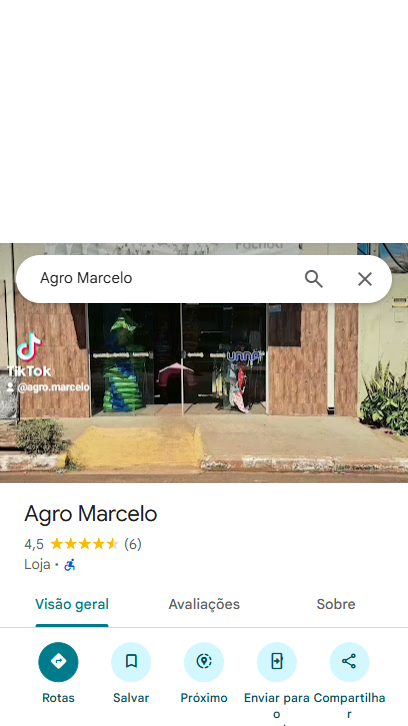 Agro Marcelo
TikTok
@agro.marcelo
Agro Marcelo
4,5 (6)
Loja ·
Visão geral Avaliações Sobre
Rotas Salvar Próximo Enviar para o Compartilhar